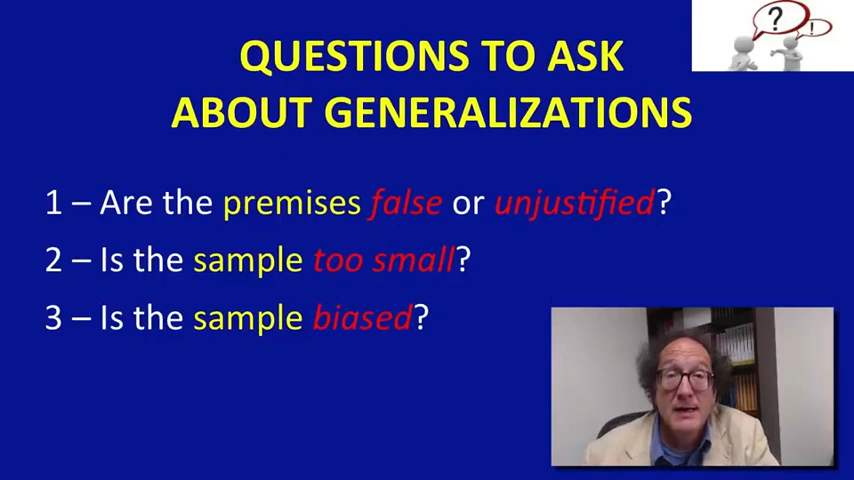 QUESTIONS TO ASK
ABOUT GENERALIZATIONS
? !
1 – Are the premises false or unjustified?
2 – Is the sample too small?
3 – Is the sample biased?